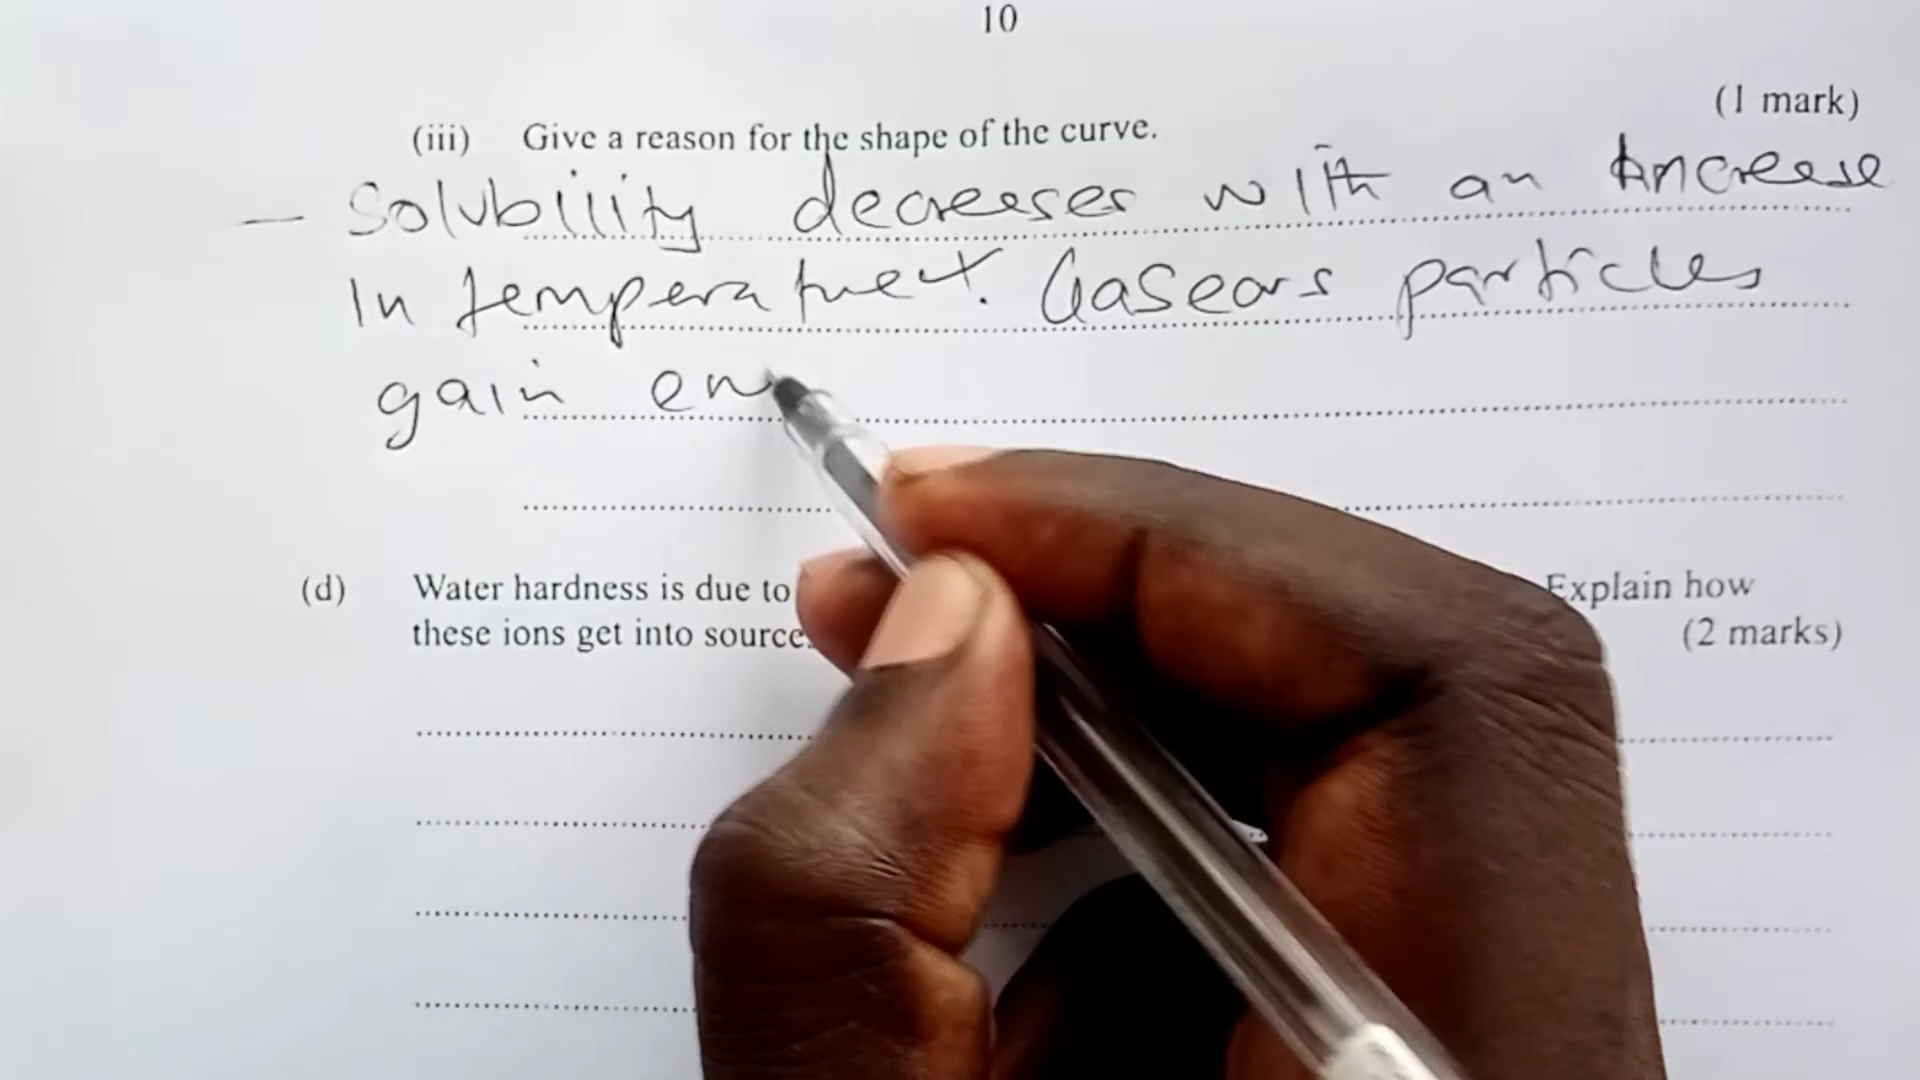 10
(1 mark)
(iii) Give a reason for the shape of the curve.
- Solubility decreases with an increase
In temperature. Gaseous particles
gain en
(d) Water hardness is due to Explain how
these ions get into source (2 marks)